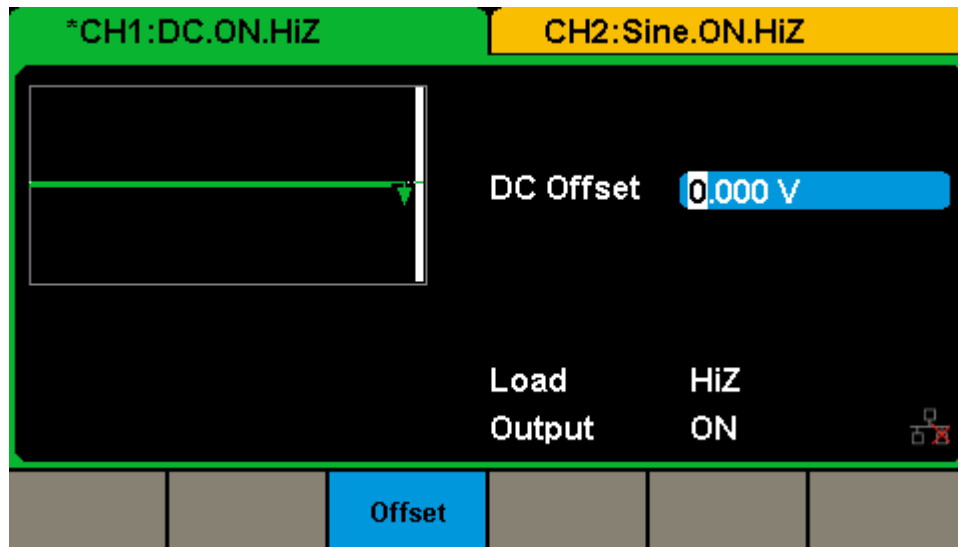 *CH1:DC.ON.HiZ
CH2:Sine.ON.HiZ
DC Offset 0.000 V
Load HiZ
Output ON
Offset